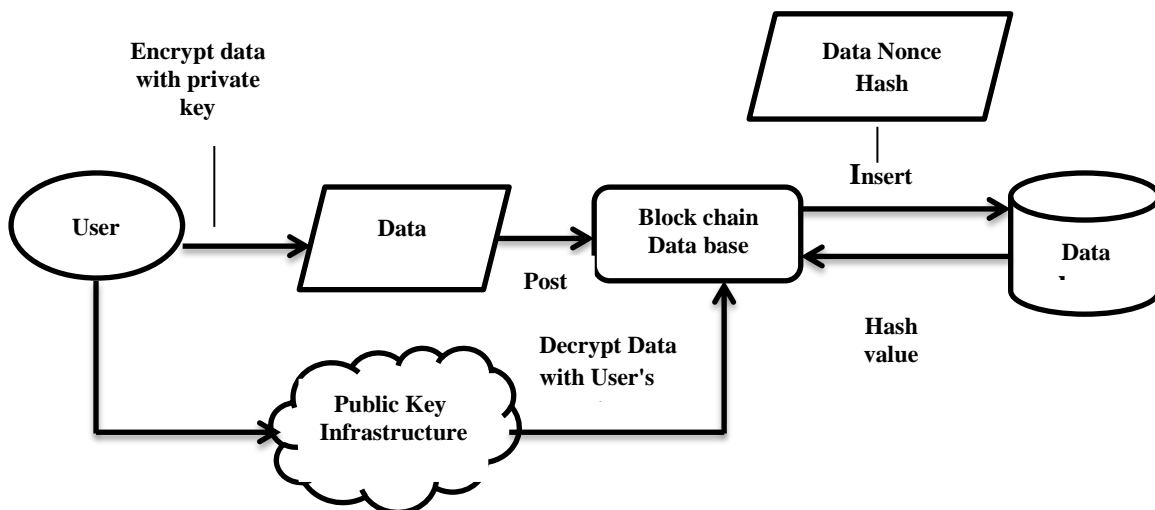 Encrypt data
with private
key
Data Nonce
Hash
Insert
User
Data
Block chain
Data base
Data
Post
Hash
value
Decrypt Data
with User's
Public Key
Infrastructure